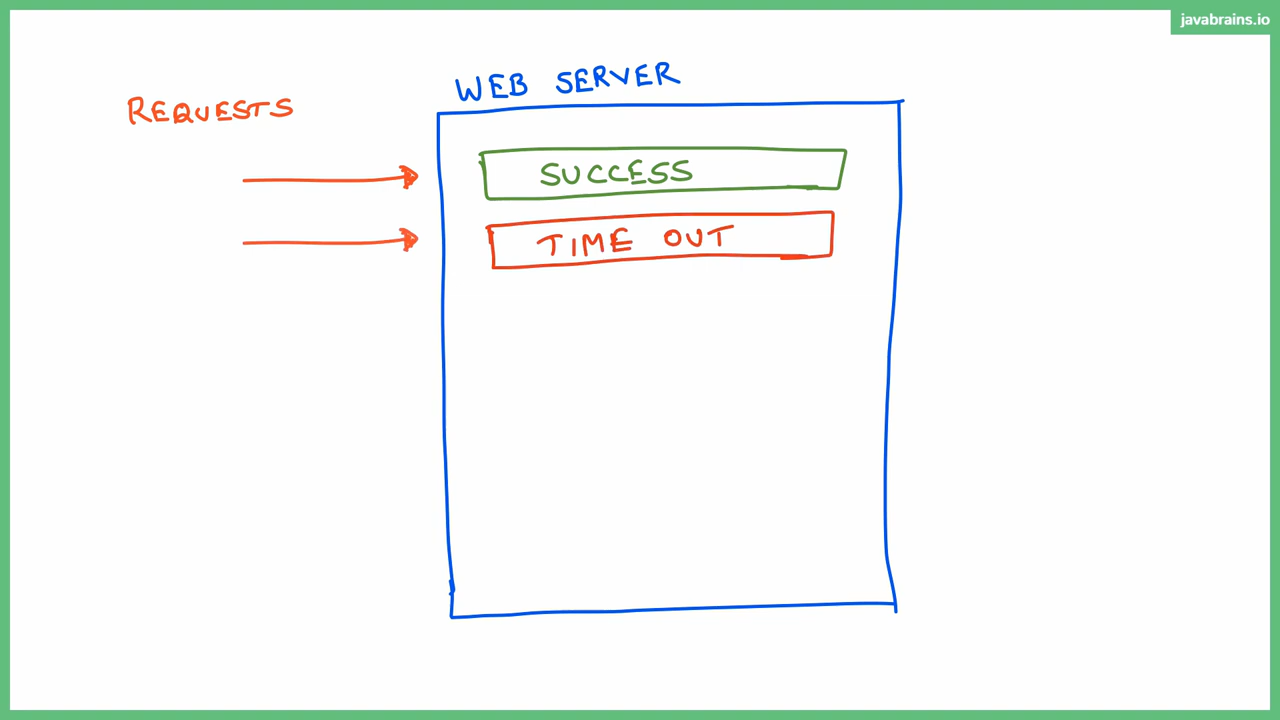 javabrains.io
WEB SERVER
REQUESTS
SUCCESS
TIME OUT